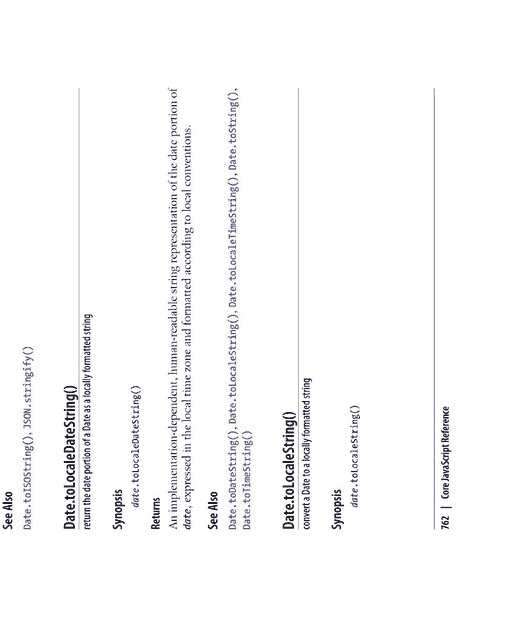 See Also
Date.toISOString(), JSON.stringify()
Date.toLocaleDateString()
return the date portion of a Date as a locally formatted string
Synopsis
date.toLocaleDateString()
Returns
An implementation-dependent, human-readable string representation of the date portion of
date, expressed in the local time zone and formatted according to local conventions.
See Also
Date.toDateString(), Date.toLocaleString(), Date.toLocaleTimeString(), Date.toString(),
Date.toTimeString()
Date.toLocaleString()
convert a Date to a locally formatted string
Synopsis
date.toLocaleString()
762 | Core JavaScript Reference